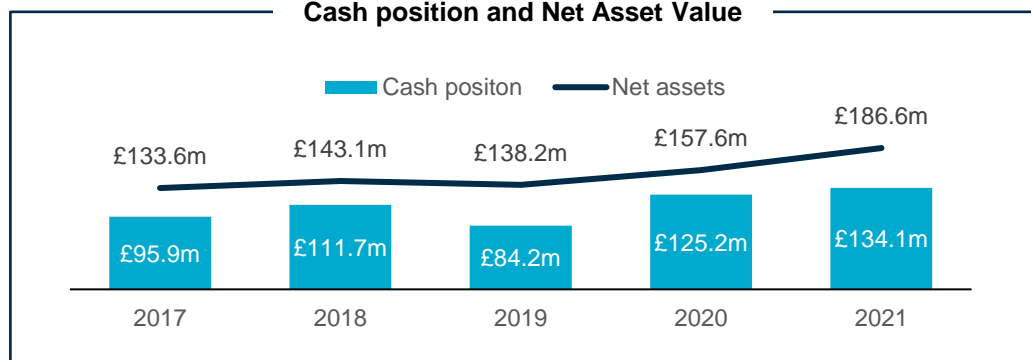 Cash position and Net Asset Value
Cash positon
Net assets
£133.6m
£143.1m
£138.2m
£157.6m
£186.6m
£95.9m
£111.7m
£84.2m
£125.2m
£134.1m
2017
2018
2019
2020
2021